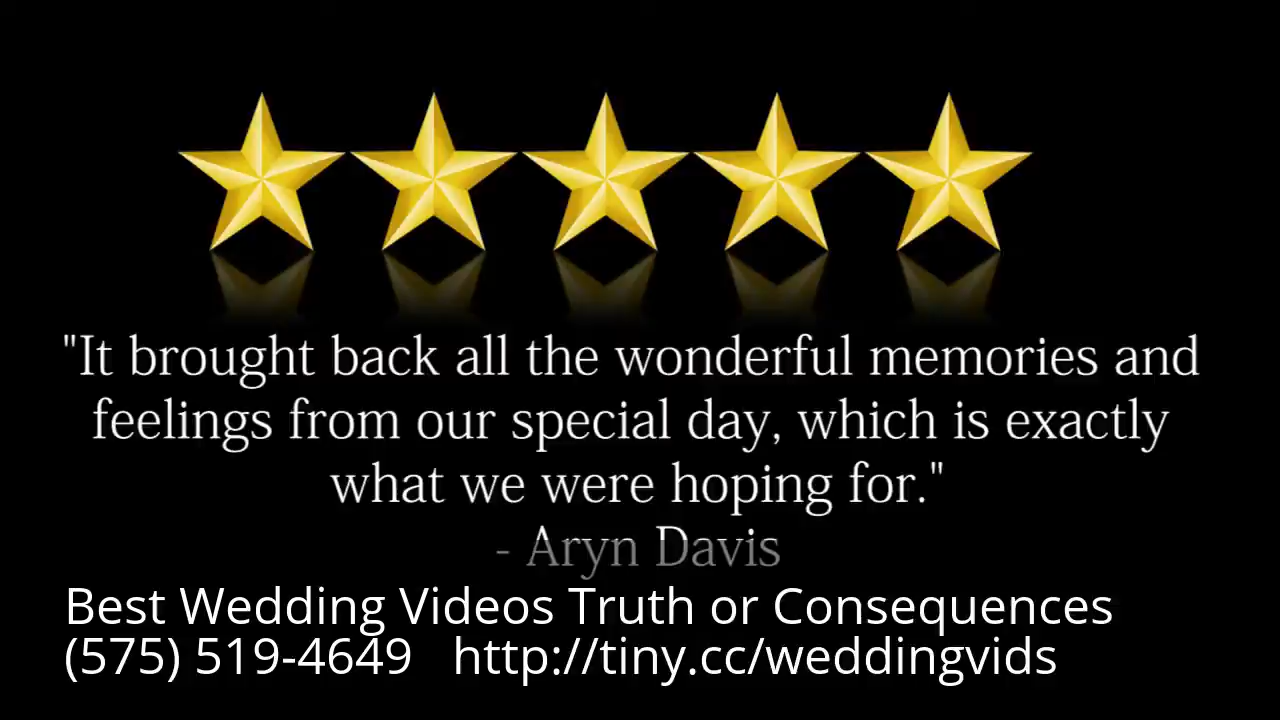 "It brought back all the wonderful memories and
feelings from our special day, which is exactly
what we were hoping for."
- Aryn Davis
Best Wedding Videos Truth or Consequences
(575) 519-4649   http://tiny.cc/weddingvids